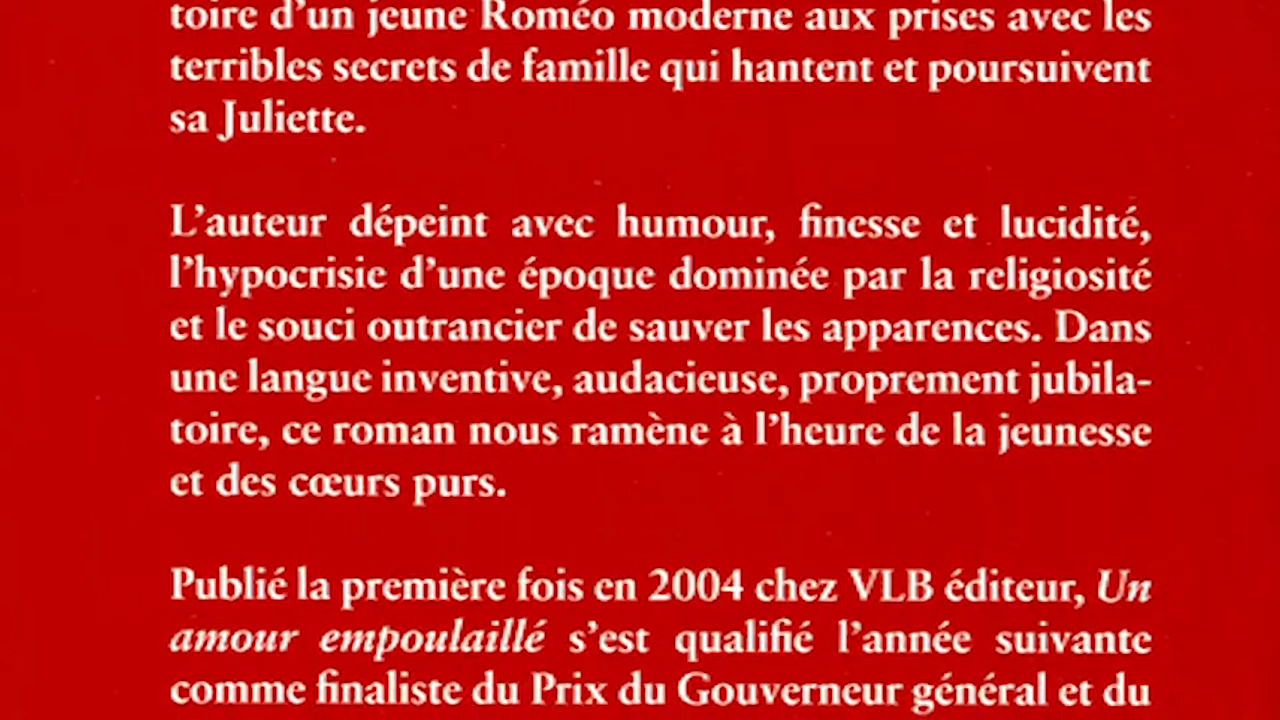 toire d’un jeune Roméo moderne aux prises avec les
terribles secrets de famille qui hantent et poursuivent
sa Juliette.
L’auteur dépeint avec humour, finesse et lucidité,
l’hypocrisie d’une époque dominée par la religiosité
et le souci outrancier de sauver les apparences. Dans
une langue inventive, audacieuse, proprement jubila-
toire, ce roman nous ramène à l’heure de la jeunesse
et des cœurs purs.
Publié la première fois en 2004 chez VLB éditeur, Un
amour empoulaillé s’est qualifié l’année suivante
comme finaliste du Prix du Gouverneur général et du